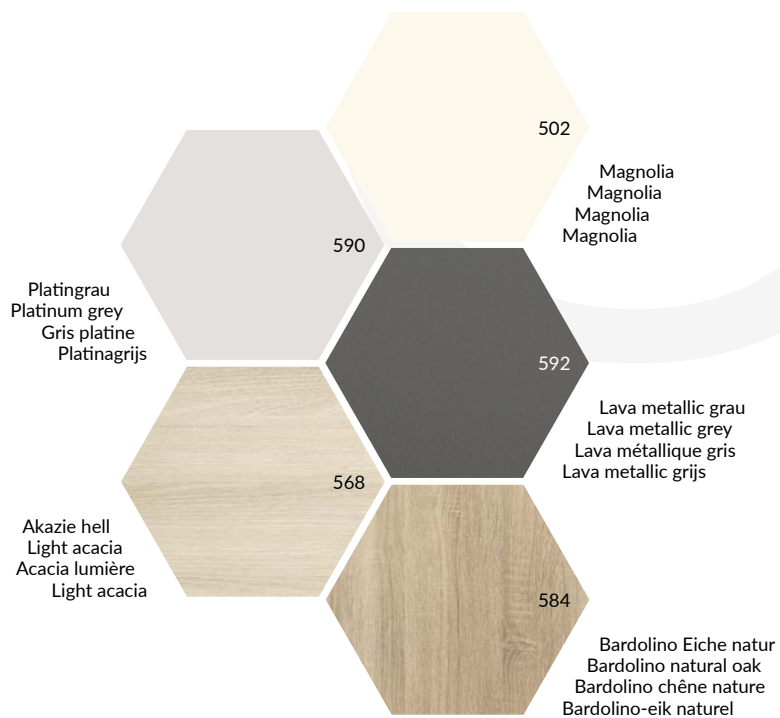 502
Magnolia
Magnolia
Magnolia
Magnolia
590
Platingrau
Platinum grey
Gris platine
Platinagrijs
592
Lava metallic grau
Lava metallic grey
Lava métallique gris
Lava metallic grijs
568
Akazie hell
Light acacia
Acacia lumière
Light acacia
584
Bardolino Eiche natur
Bardolino natural oak
Bardolino chêne nature
Bardolino-eik naturel